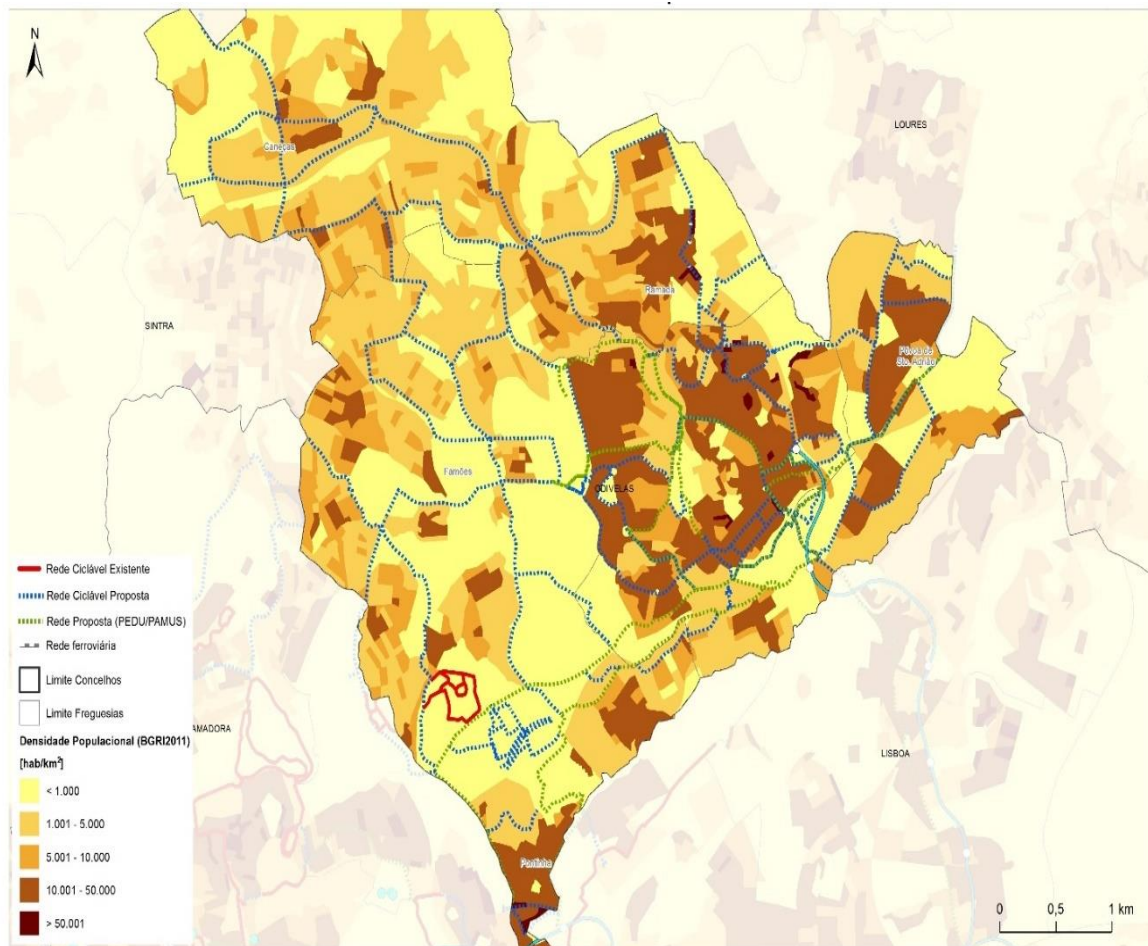 N
LOURES
Caneças
SINTRA
Ramada
Póvoa de
Sto. Adrião
Famões
ODIVELAS
Rede Ciclável Existente
Rede Ciclável Proposta
Rede Proposta (PEDU/PAMUS)
Rede ferroviária
Limite Concelhos
Limite Freguesias
AMADORA
LISBOA
Densidade Populacional (BGRI2011)
[hab/km²]
< 1.000
1.001 - 5.000
5.001 - 10.000
10.001 - 50.000
> 50.001
Pontinha
0 0,5 1 km